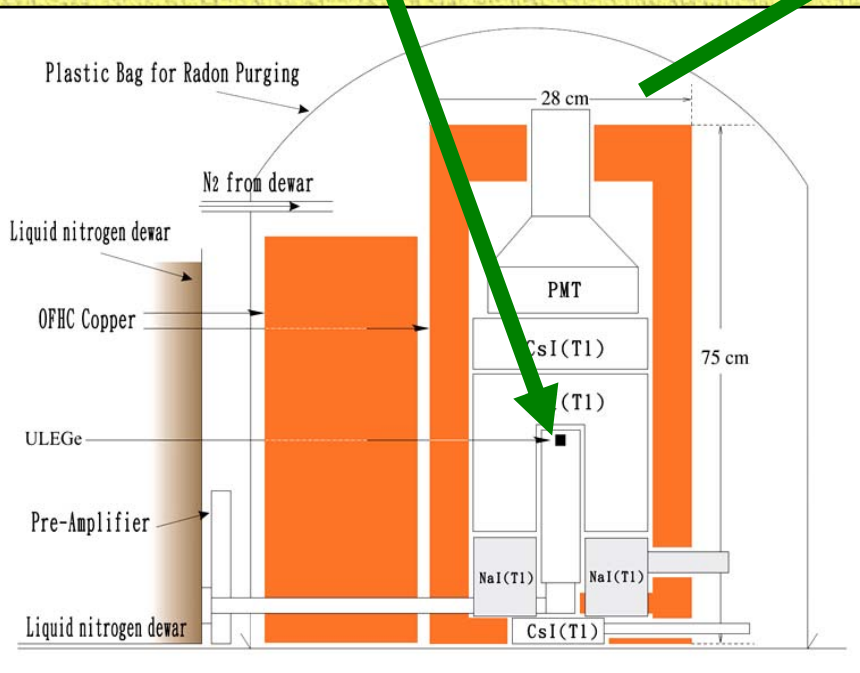 Plastic Bag for Radon Purging
28 cm
N2 from dewar
Liquid nitrogen dewar
PMT
OFHC Copper
CsI(Tl)
75 cm
(Tl)
ULEGe
Pre-Amplifier
NaI(Tl)
NaI(Tl)
Liquid nitrogen dewar
CsI(Tl)